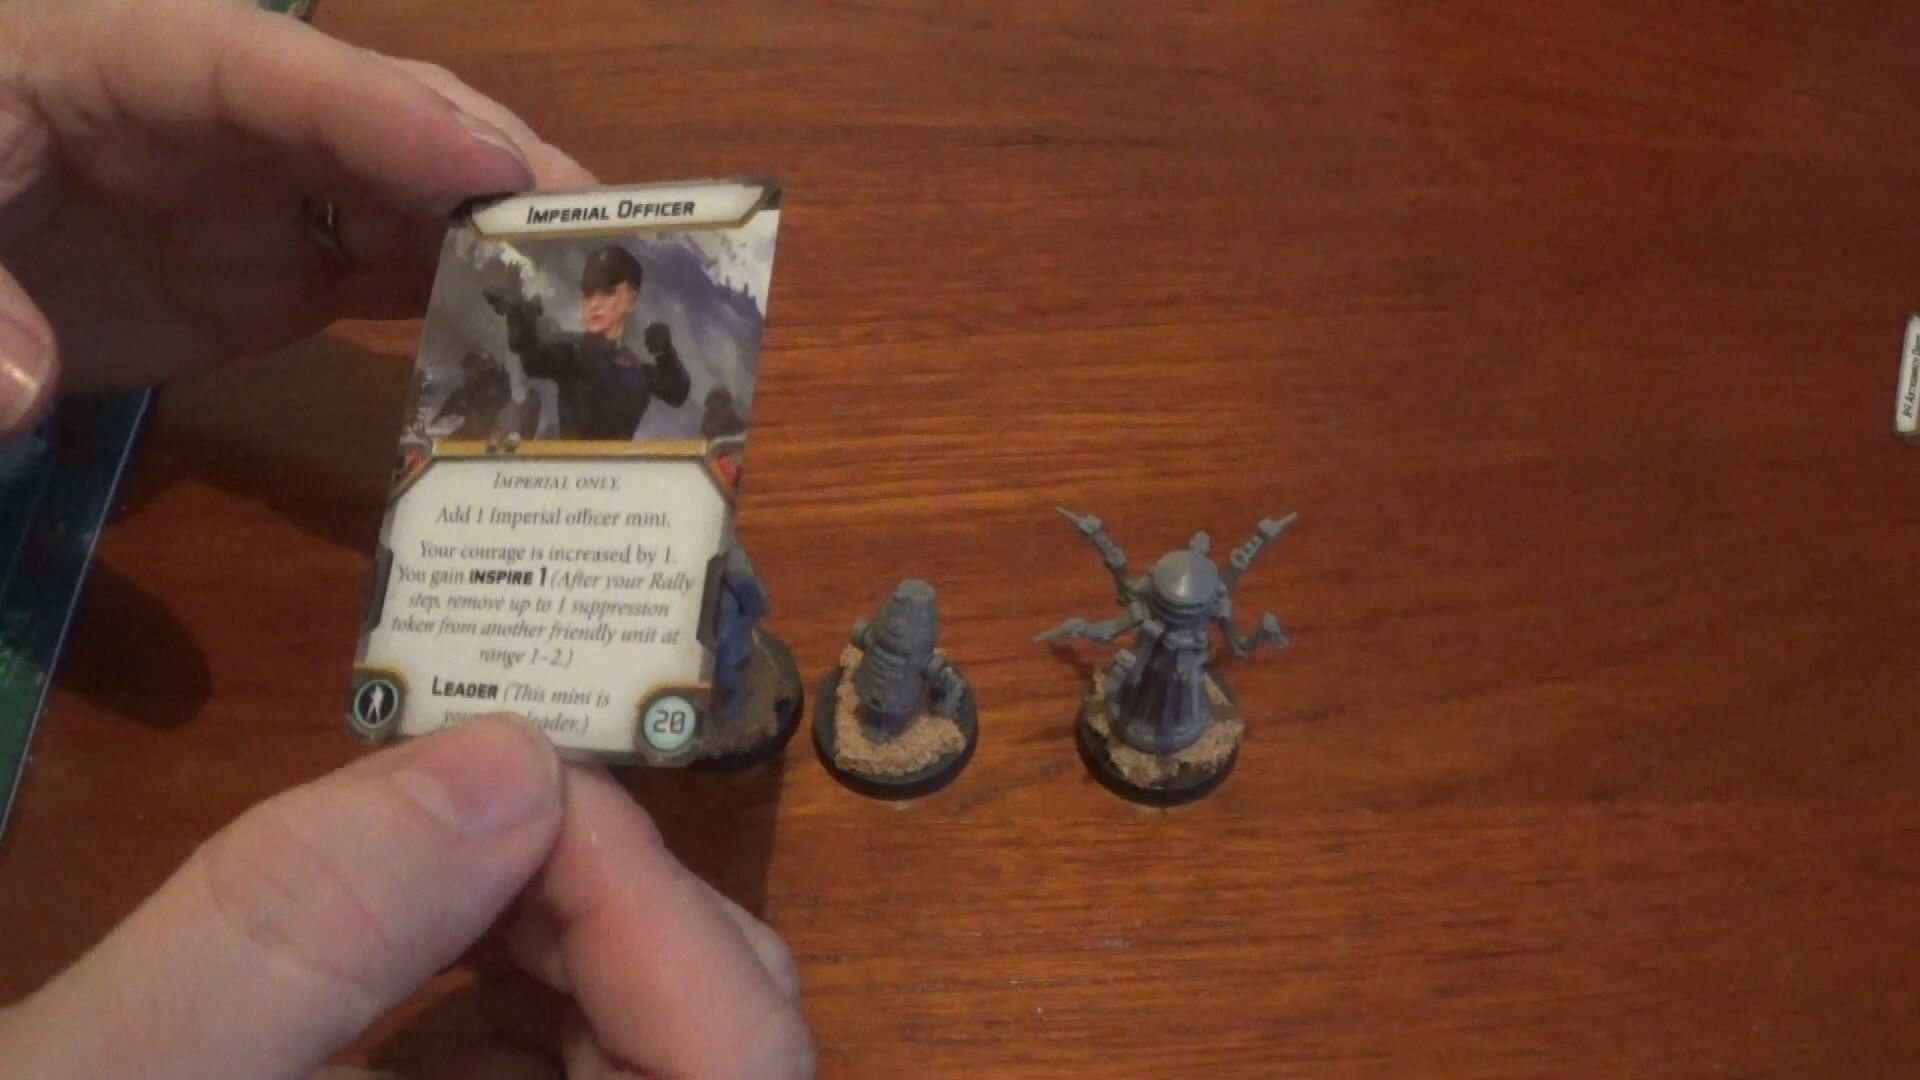 IMPERIAL OFFICER
IMPERIAL ONLY.
Add 1 Imperial officer mini.
Your courage is increased by 1.
You gain INSPIRE 1 (After your Rally
step, remove up to 1 suppression
token from another friendly unit at
range 1-2.)
LEADER (This mini is
leader.)
20